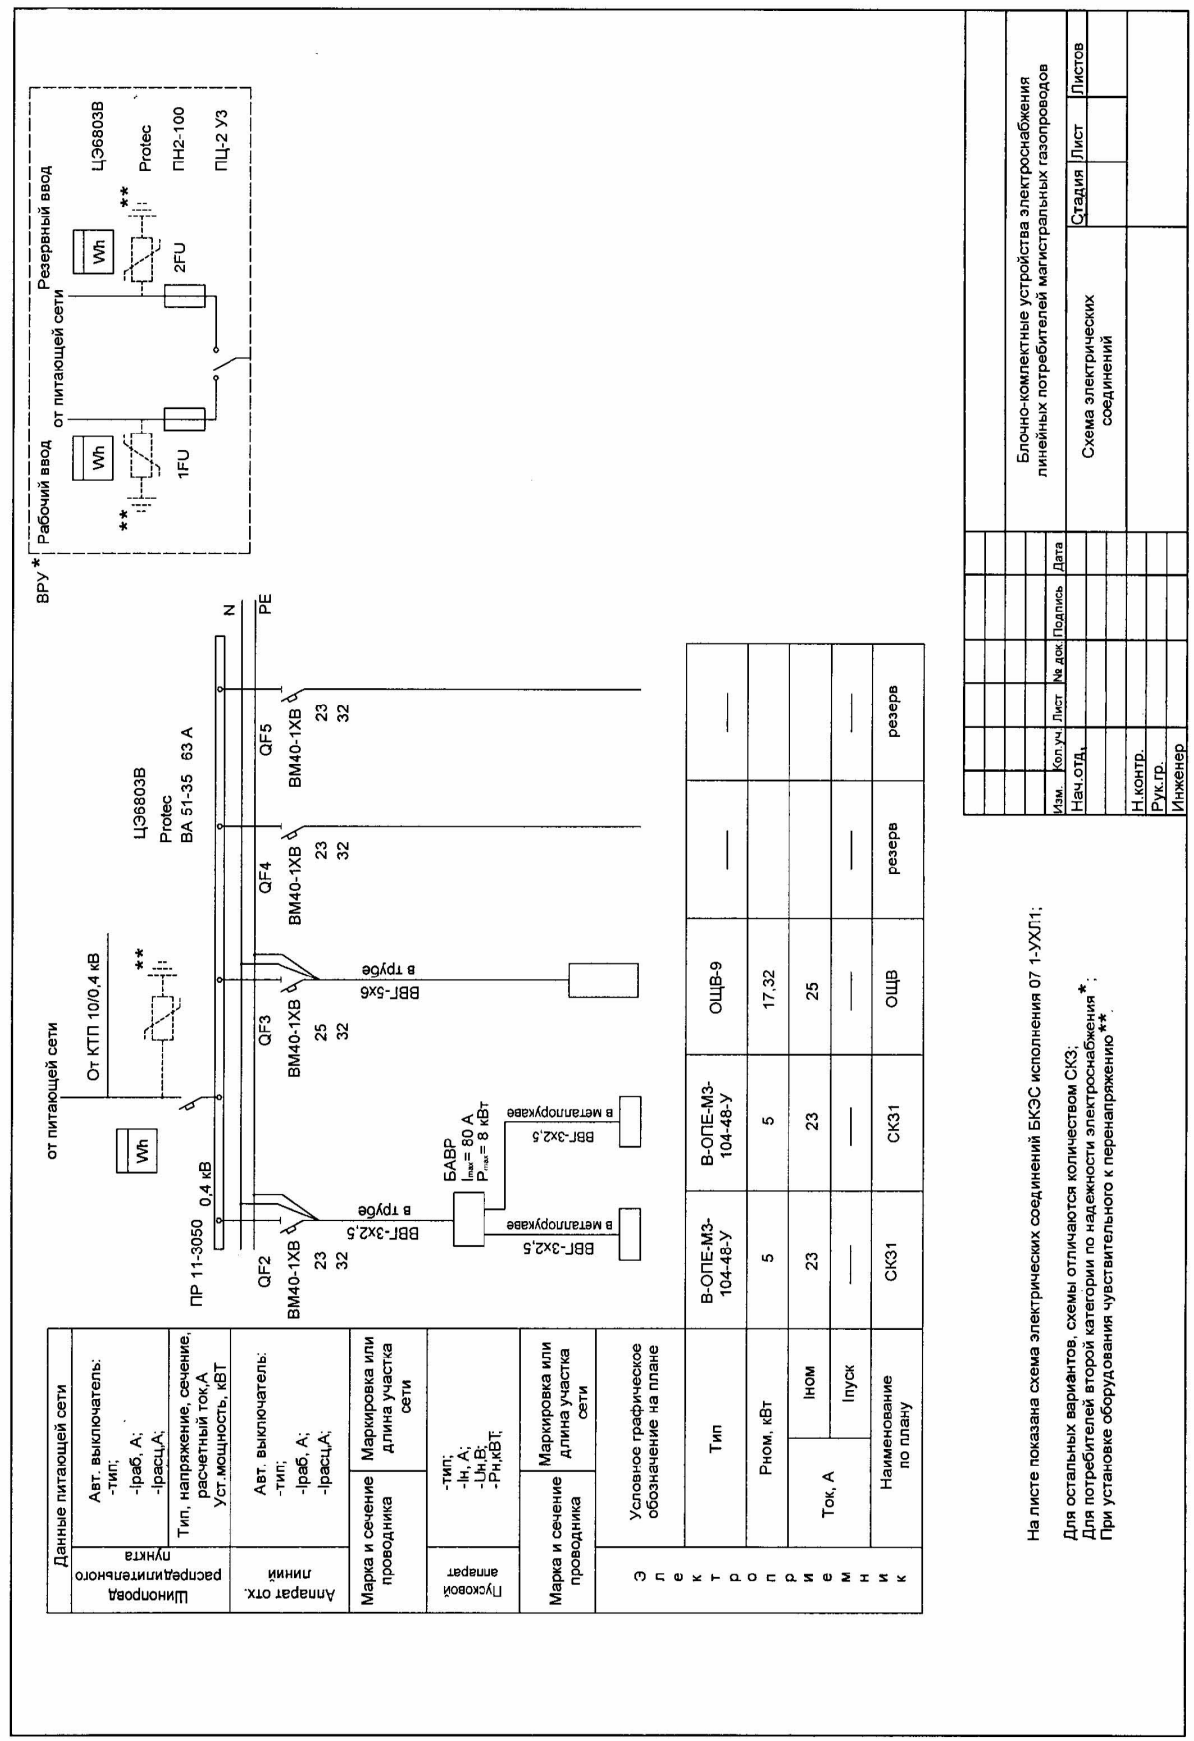 ВРУ *
Рабочий ввод
Резервный ввод
от питающей сети
Wh
Wh
ЦЭ6803В
**
**
Protec
1FU
2FU
ПН2-100
ПЦ-2 У3
от питающей сети
От КТП 10/0,4 кВ
Wh
**
ЦЭ6803В
Protec
ВА 51-35 63 А
ПР 11-3050
0,4 кВ
N
PE
QF2
ВМ40-1ХВ
23
32
QF3
ВМ40-1ХВ
25
32
QF4
ВМ40-1ХВ
23
32
QF5
ВМ40-1ХВ
23
32
ВВГ-3х2,5
в трубе
ВВГ-5х6
в трубе
БАВР
Imax= 80 А
Pmax= 8 кВт
ВВГ-3х2,5
в металлорукаве
ВВГ-3х2,5
в металлорукаве
Данные питающей сети
Шинопровд
распредилительного
пункта
Авт. выключатель:
-тип;
-Iраб, А;
-Iрасц,А;
Тип, напряжение, сечение,
расчетный ток,А
Уст.мощность, кВТ
Аппарат отх.
линий
Авт. выключатель:
-тип;
-Iраб, А;
-Iрасц,А;
Марка и сечение
проводника
Маркировка или
длина участка
сети
Пусковой
аппарат
-тип;
-Iн, А;
-Uн,В;
-Рн,кВТ;
Марка и сечение
проводника
Маркировка или
длина участка
сети
Электроприемник
Условное графическое
обозначение на плане
Тип
В-ОПЕ-М3-
104-48-У
В-ОПЕ-М3-
104-48-У
ОЩВ-9
—
—
Рном, кВт
5
5
17,32
Ток, А
Iном
23
23
25
Iпуск
—
—
—
—
—
Наименование
по плану
СКЗ1
СКЗ1
ОЩВ
резерв
резерв
На листе показана схема электрических соединений БКЭС исполнения 07 1-УХЛ1;
Для остальных вариантов, схемы отличаются количеством СКЗ;
Для потребителей второй категории по надежности электроснабжения*;
При установке оборудования чувствительного к перенапряжению**.
Изм.
Кол.уч.
Лист
№ док.
Подпись
Дата
Нач.отд,
Н.контр.
Рук.гр.
Инженер
Блочно-комлектные устройства электроснабжения
линейных потребителей магистральных газопроводов
Схема электрических
соединений
Стадия
Лист
Листов